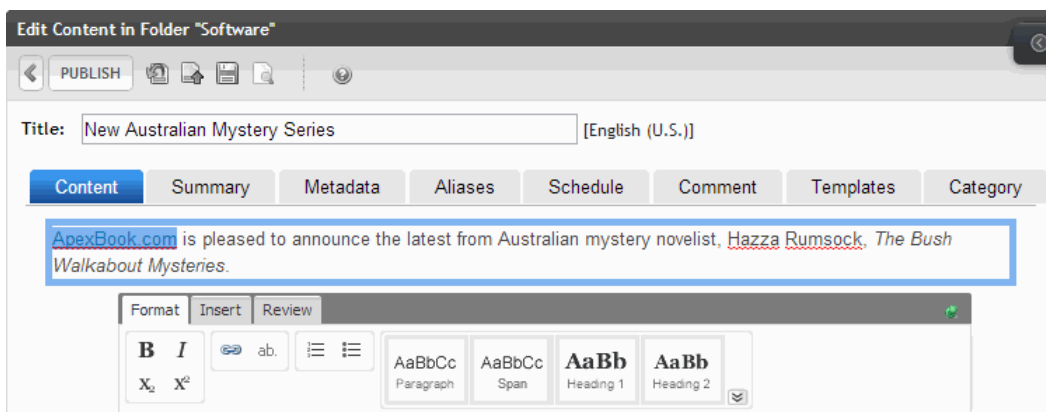 Edit Content in Folder "Software"
PUBLISH
Title: New Australian Mystery Series [English (U.S.)]
Content Summary Metadata Aliases Schedule Comment Templates Category
ApexBook.com is pleased to announce the latest from Australian mystery novelist, Hazza Rumsock, The Bush
Walkabout Mysteries.
Format Insert Review
B I ab. AaBbCc AaBbCc AaBb AaBb
X₂ X² Paragraph Span Heading 1 Heading 2